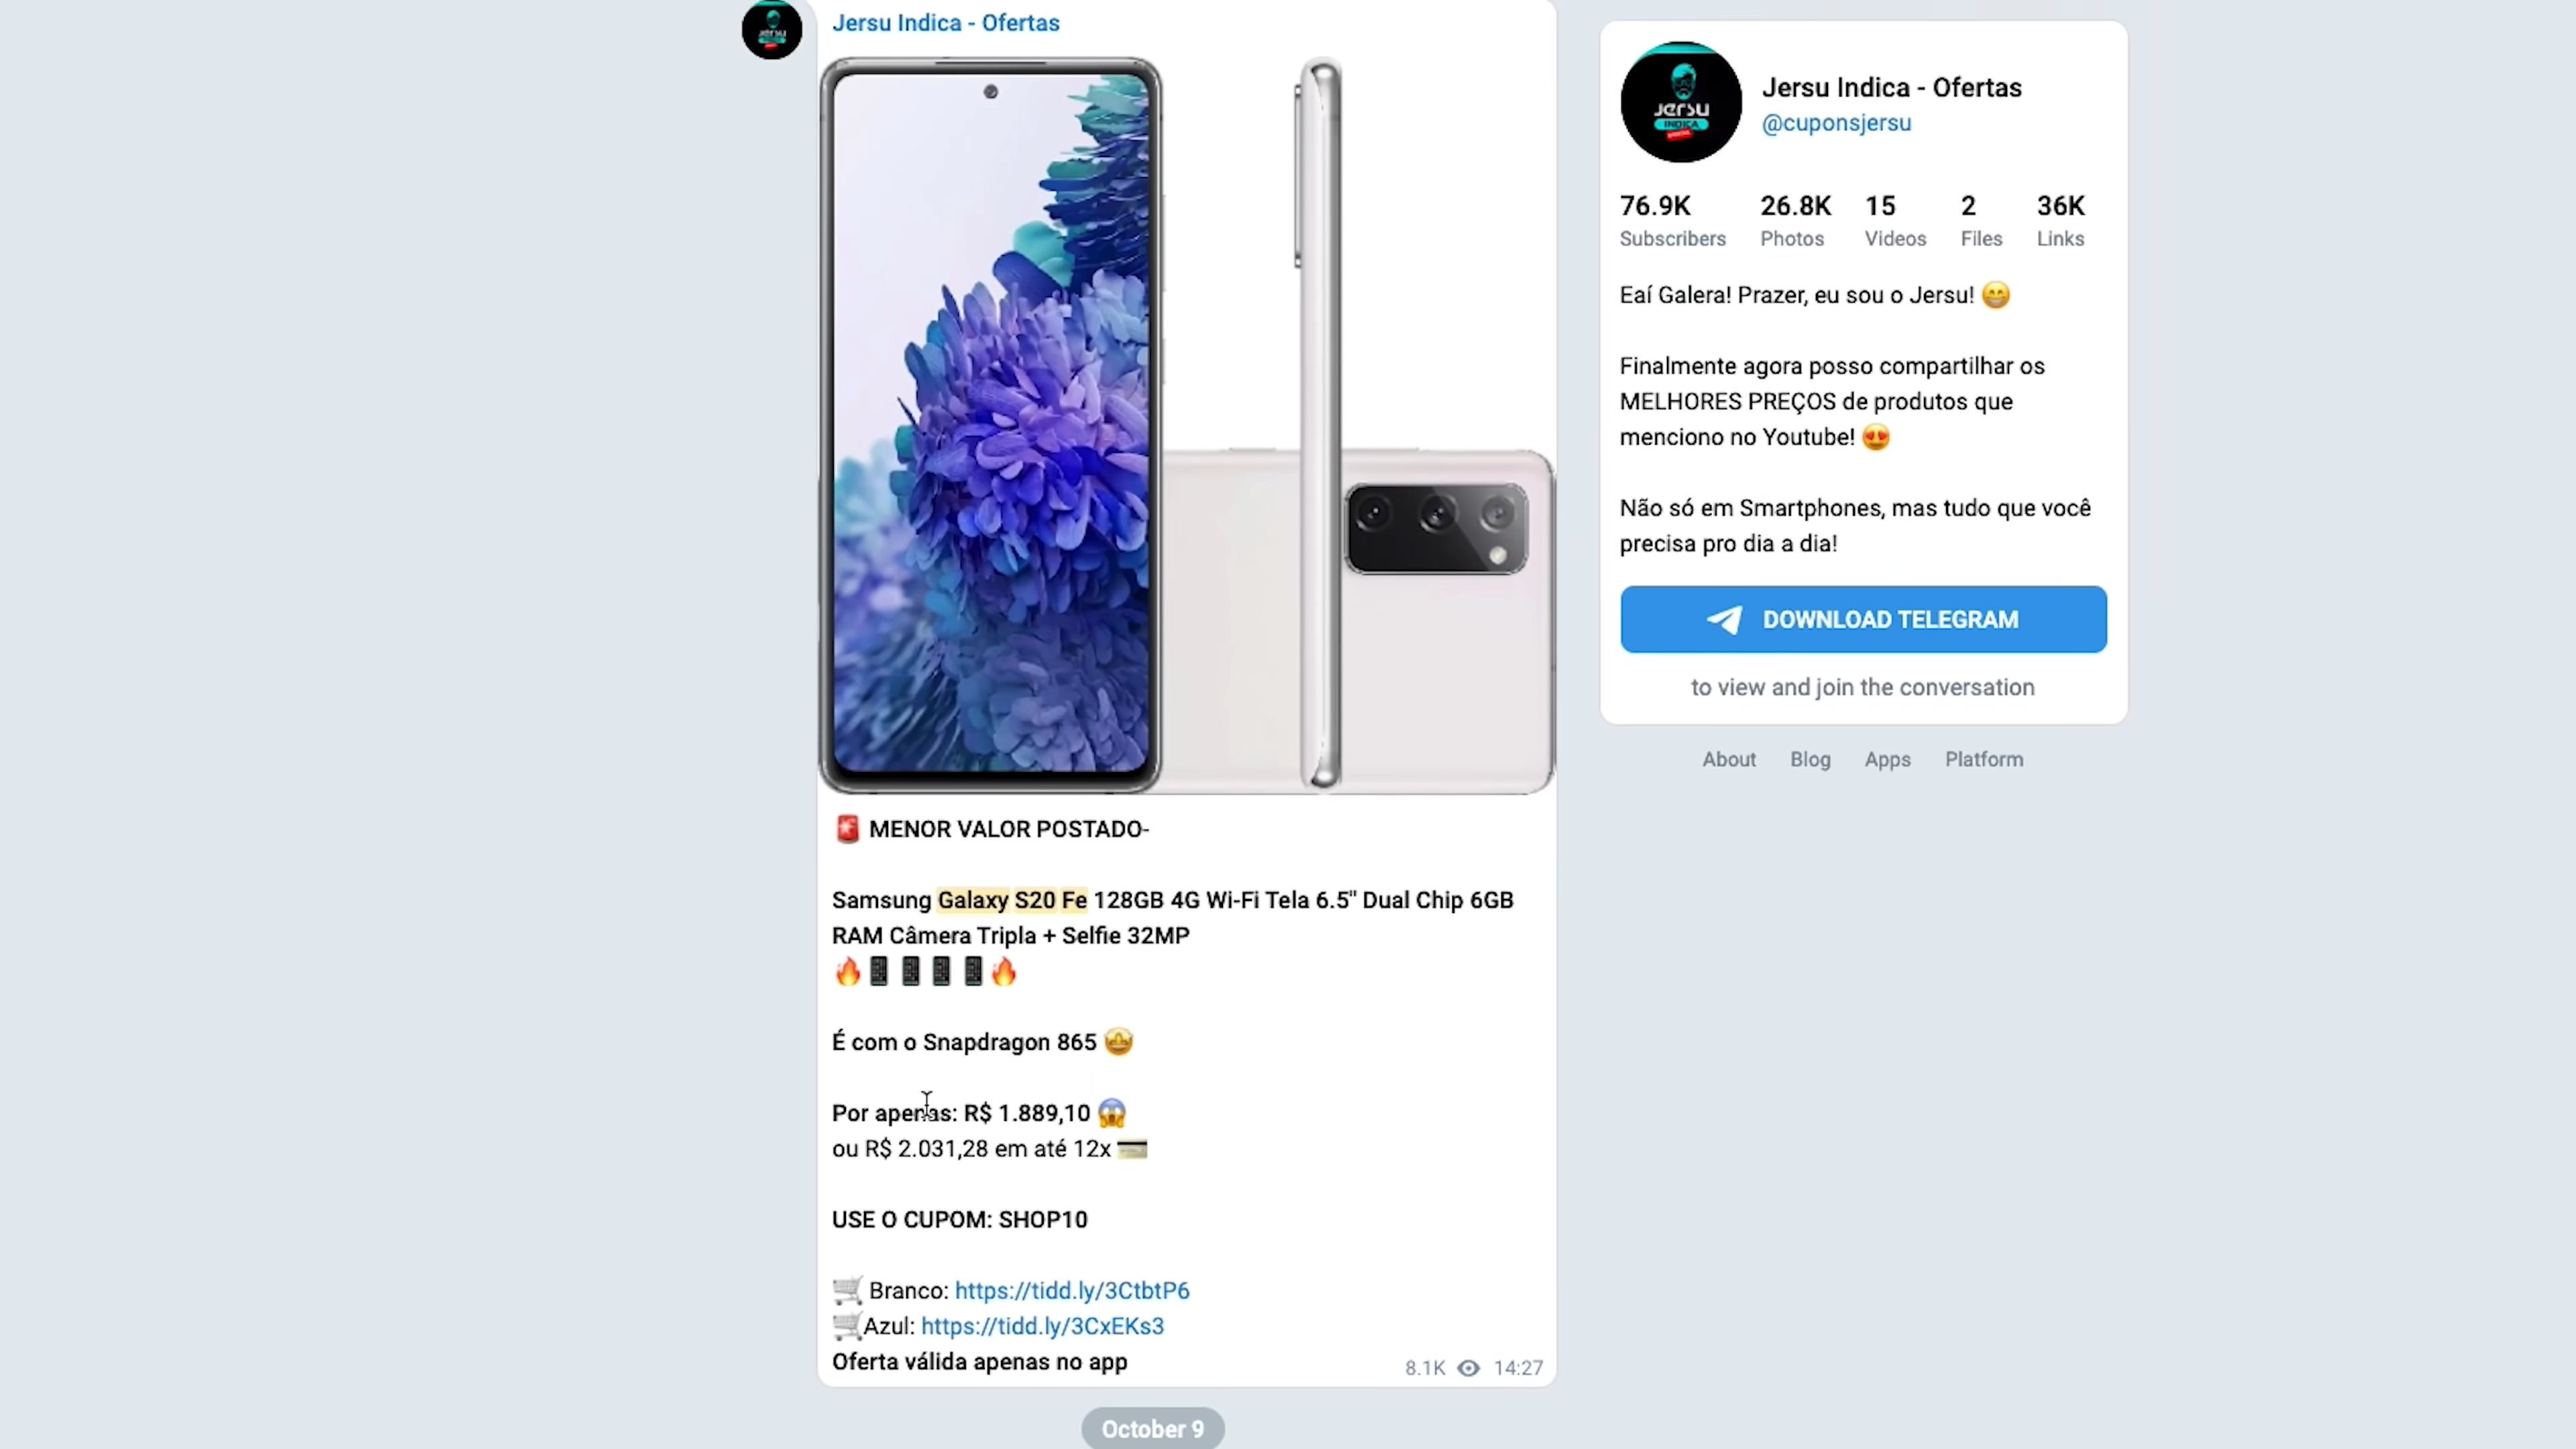 Jersu Indica - Ofertas
🚨 MENOR VALOR POSTADO-
Samsung Galaxy S20 Fe 128GB 4G Wi-Fi Tela 6.5" Dual Chip 6GB
RAM Câmera Tripla + Selfie 32MP
🔥📱📱📱📱🔥
É com o Snapdragon 865 🤩
Por apenas: R$ 1.889,10 😱
ou R$ 2.031,28 em até 12x 💳
USE O CUPOM: SHOP10
🛒 Branco: https://tidd.ly/3CtbtP6
🛒Azul: https://tidd.ly/3CxEKs3
Oferta válida apenas no app
8.1K 14:27
October 9
JERSU
INDICA
Jersu Indica - Ofertas
@cuponsjersu
76.9K 26.8K 15 2 36K
Subscribers Photos Videos Files Links
Eaí Galera! Prazer, eu sou o Jersu! 😁
Finalmente agora posso compartilhar os
MELHORES PREÇOS de produtos que
menciono no Youtube! 😍
Não só em Smartphones, mas tudo que você
precisa pro dia a dia!
DOWNLOAD TELEGRAM
to view and join the conversation
About Blog Apps Platform